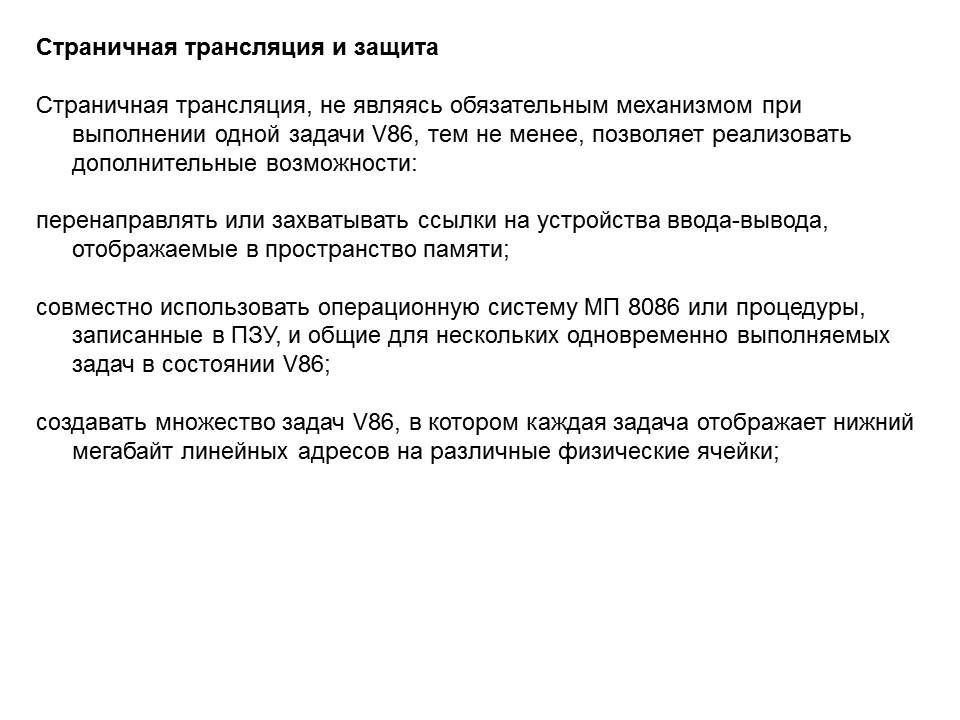 Страничная трансляция и защита
Страничная трансляция, не являясь обязательным механизмом при
выполнении одной задачи V86, тем не менее, позволяет реализовать
дополнительные возможности:
перенаправлять или захватывать ссылки на устройства ввода-вывода,
отображаемые в пространство памяти;
совместно использовать операционную систему МП 8086 или процедуры,
записанные в ПЗУ, и общие для нескольких одновременно выполняемых
задач в состоянии V86;
создавать множество задач V86, в котором каждая задача отображает нижний
мегабайт линейных адресов на различные физические ячейки;